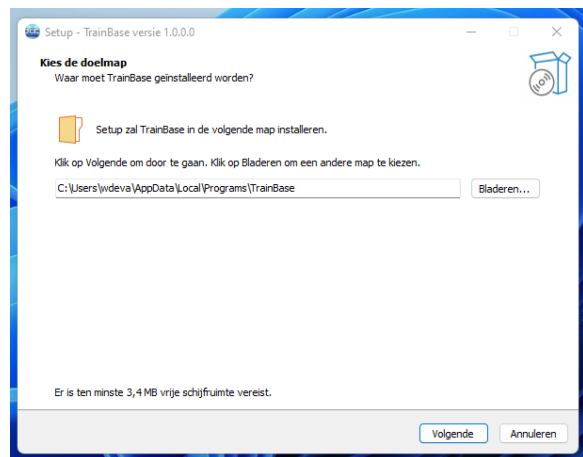 Setup - TrainBase versie 1.0.0.0
Kies de doelmap
Waar moet TrainBase geïnstalleerd worden?
Setup zal TrainBase in de volgende map installeren.
Klik op Volgende om door te gaan. Klik op Bladeren om een andere map te kiezen.
C:\Users\wdeva\AppData\Local\Programs\TrainBase
Bladeren...
Er is ten minste 3,4 MB vrije schijfruimte vereist.
Volgende
Annuleren